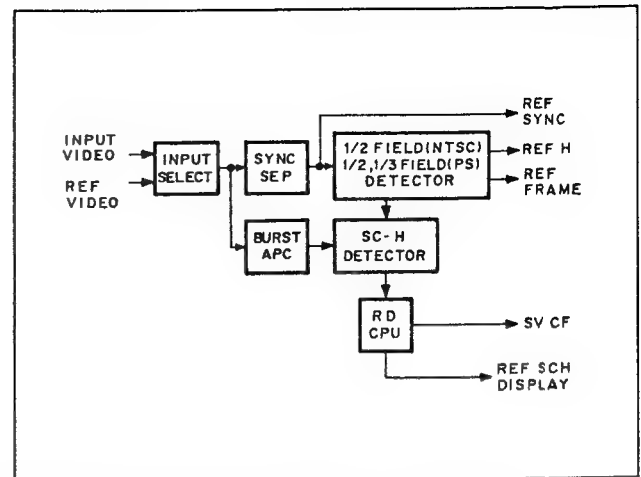 INPUT
VIDEO
REF
VIDEO
INPUT
SELECT
SYNC
SEP
1/2 FIELD(NTSC)
1/2,1/3 FIELD(PS)
DETECTOR
REF
SYNC
REF H
REF
FRAME
BURST
APC
SC-H
DETECTOR
RD
CPU
SV CF
REF SCH
DISPLAY